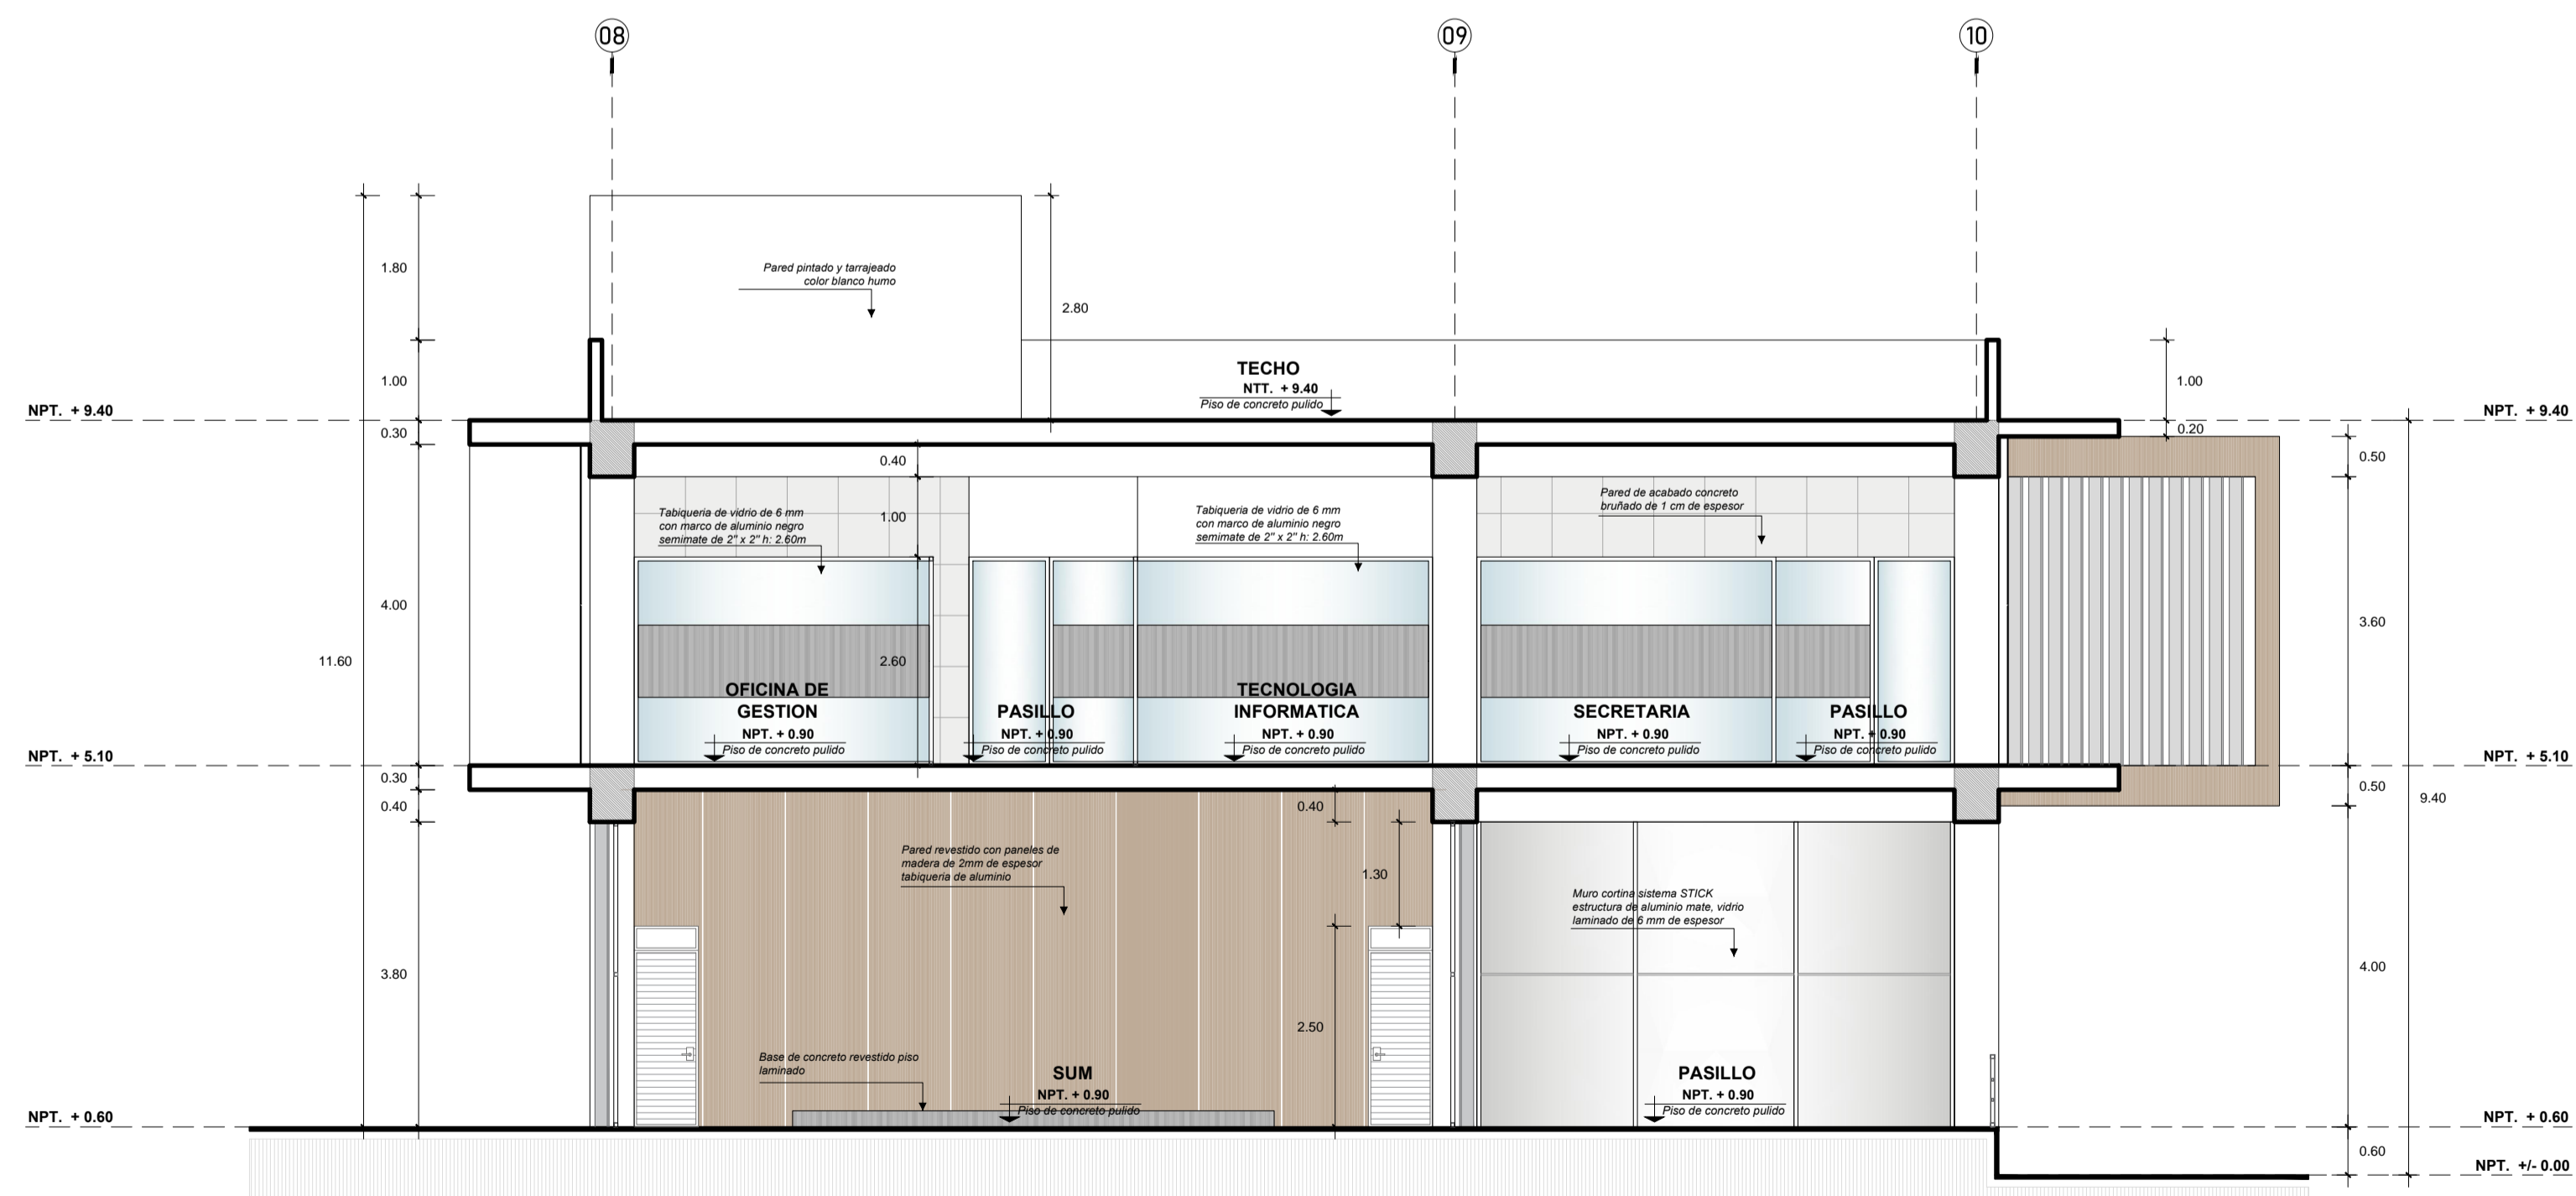 08
09
10
1.80
Pared pintado y tarrajeado
color blanco humo
2.80
TECHO
NTT. + 9.40
Piso de concreto pulido
1.00
1.00
NPT. + 9.40
NPT. + 9.40
0.30
0.20
0.40
0.50
Tabiqueria de vidrio de 6 mm
con marco de aluminio negro
semimate de 2" x 2" h: 2.60m
1.00
Tabiqueria de vidrio de 6 mm
con marco de aluminio negro
semimate de 2" x 2" h: 2.60m
Pared de acabado concreto
bruñado de 1 cm de espesor
4.00
3.60
11.60
2.60
OFICINA DE
GESTION
NPT. + 0.90
Piso de concreto pulido
PASILLO
NPT. + 0.90
Piso de concreto pulido
TECNOLOGIA
INFORMATICA
NPT. + 0.90
Piso de concreto pulido
SECRETARIA
NPT. + 0.90
Piso de concreto pulido
PASILLO
NPT. + 0.90
Piso de concreto pulido
NPT. + 5.10
NPT. + 5.10
0.30
0.40
0.40
0.50
9.40
Pared revestido con paneles de
madera de 2mm de espesor
tabiqueria de aluminio
1.30
Muro cortina sistema STICK
estructura de aluminio mate, vidrio
laminado de 6 mm de espesor
3.80
4.00
2.50
Base de concreto revestido piso
laminado
SUM
NPT. + 0.90
Piso de concreto pulido
PASILLO
NPT. + 0.90
Piso de concreto pulido
NPT. + 0.60
NPT. + 0.60
0.60
NPT. +/- 0.00